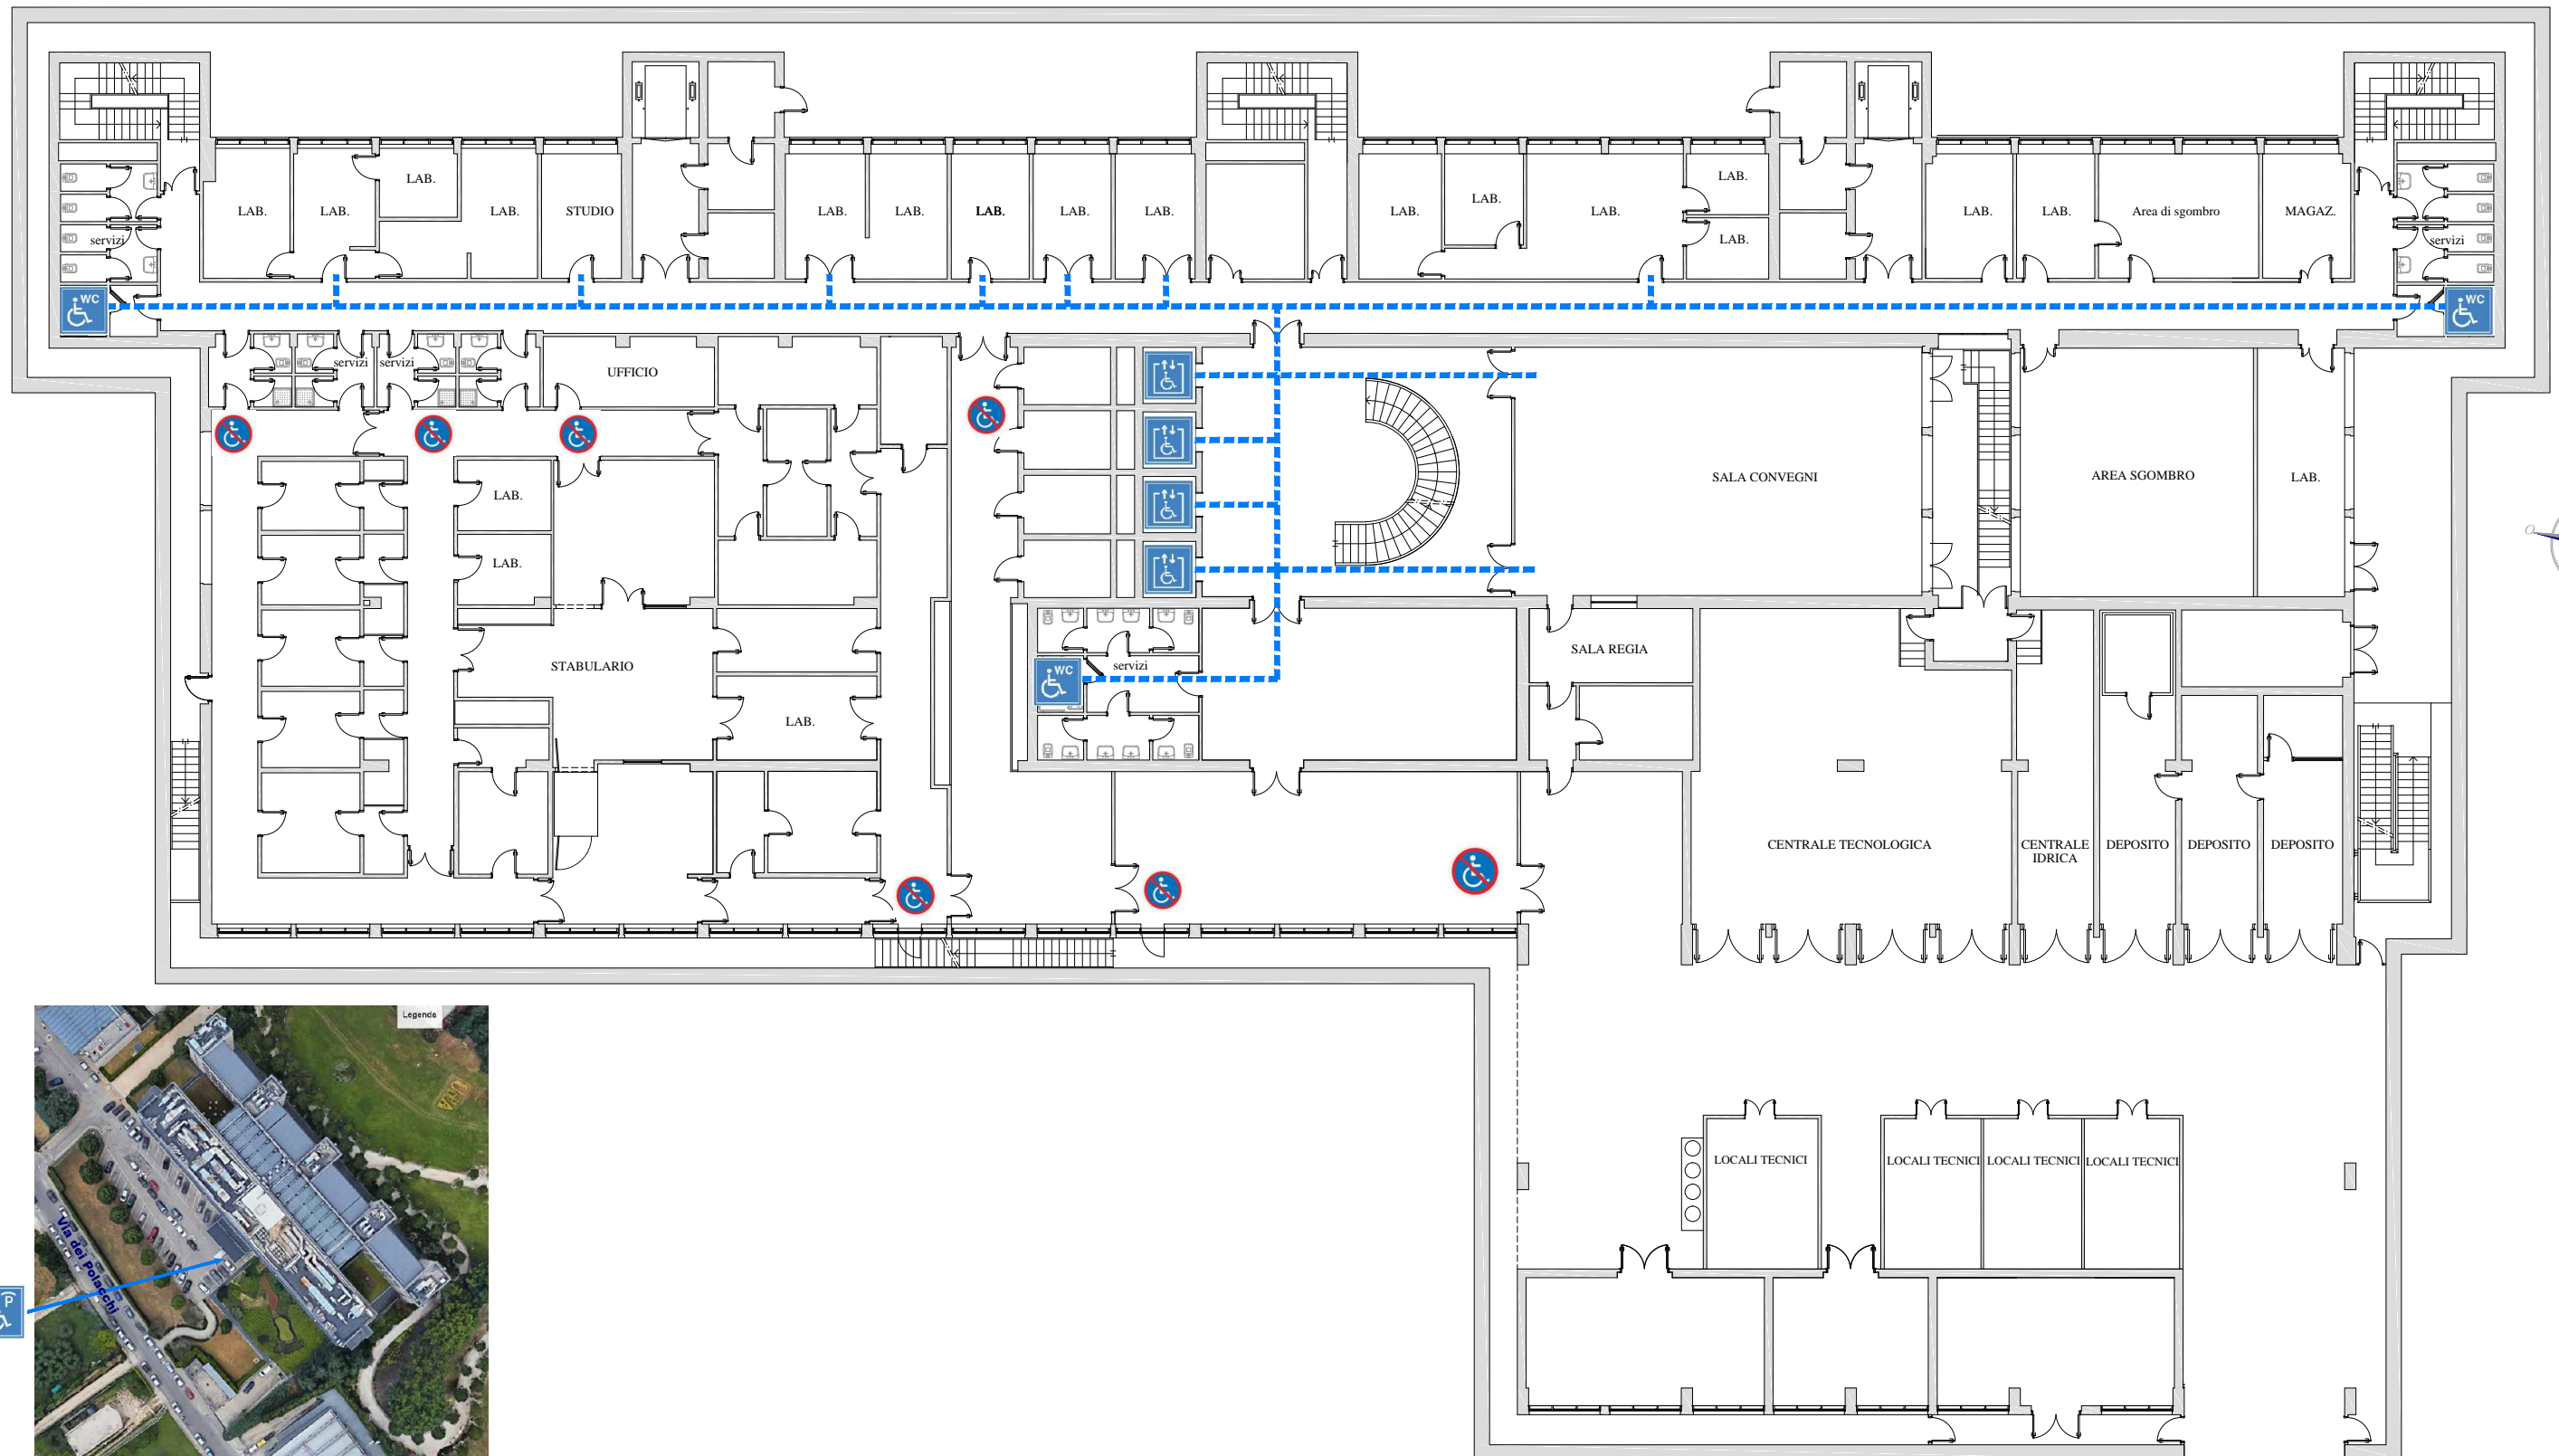 LAB.
LAB.
LAB.
LAB.
STUDIO
LAB.
LAB.
LAB.
LAB.
LAB.
LAB.
LAB.
LAB.
LAB.
LAB.
LAB.
LAB.
Area di sgombro
MAGAZ.
servizi
servizi
WC
WC
servizi
servizi
UFFICIO
LAB.
LAB.
SALA CONVEGNI
AREA SGOMBRO
LAB.
STABULARIO
LAB.
WC
servizi
SALA REGIA
CENTRALE TECNOLOGICA
CENTRALE
IDRICA
DEPOSITO
DEPOSITO
DEPOSITO
O
Legenda
Via dei Polacchi
P
LOCALI TECNICI
LOCALI TECNICI
LOCALI TECNICI
LOCALI TECNICI